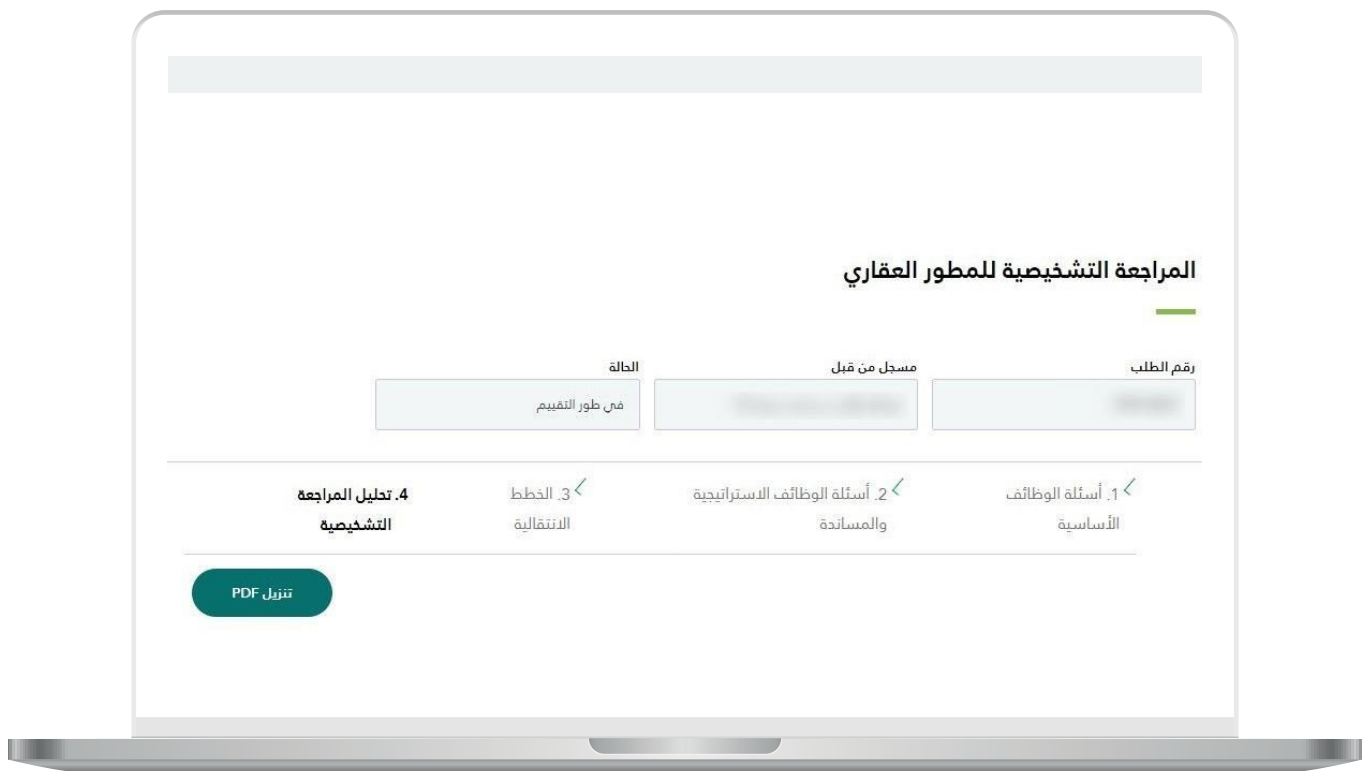 المراجعة التشخيصية للمطور العقاري
رقم الطلب
مسجل من قبل
الحالة
في طور التقييم
1. أسئلة الوظائف
الأساسية
2. أسئلة الوظائف الاستراتيجية
والمساندة
3. الخطط
الانتقالية
4. تحليل المراجعة
التشخيصية
تنزيل PDF